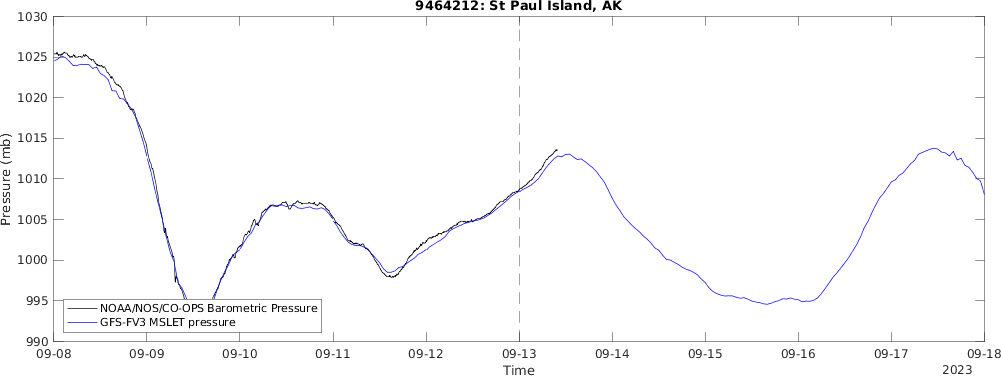 9464212: St Paul Island, AK
1030
1025
1020
1015
1010
1005
1000
995
990
Pressure (mb)
NOAA/NOS/CO-OPS Barometric Pressure
GFS-FV3 MSLET pressure
09-08 09-09 09-10 09-11 09-12 09-13 09-14 09-15 09-16 09-17 09-18
Time
2023